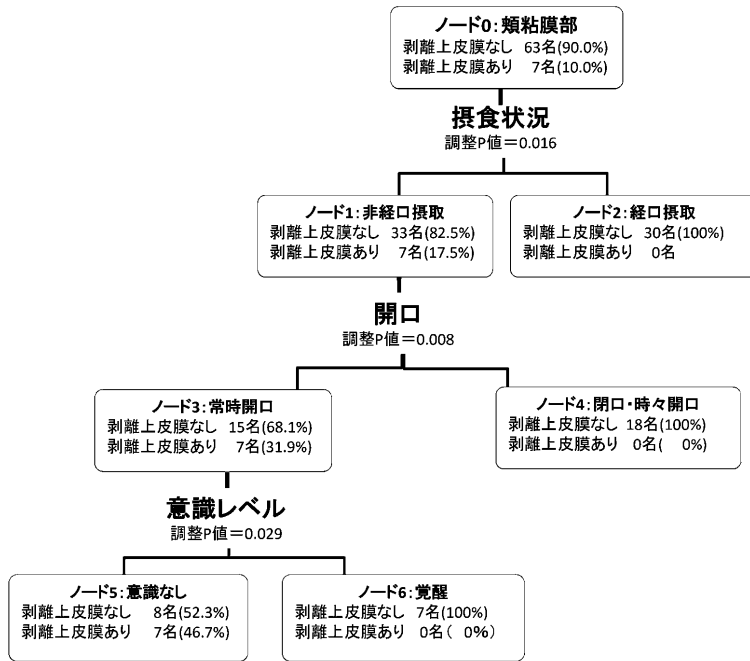 ノード0:頬粘膜部
剥離上皮膜なし 63名(90.0%)
剥離上皮膜あり 7名(10.0%)
摂食状況
調整P値=0.016
ノード1:非経口摂取
剥離上皮膜なし 33名(82.5%)
剥離上皮膜あり 7名(17.5%)
ノード2:経口摂取
剥離上皮膜なし 30名(100%)
剥離上皮膜あり 0名
開口
調整P値=0.008
ノード3:常時開口
剥離上皮膜なし 15名(68.1%)
剥離上皮膜あり 7名(31.9%)
ノード4:閉口・時々開口
剥離上皮膜なし 18名(100%)
剥離上皮膜あり 0名( 0%)
意識レベル
調整P値=0.029
ノード5:意識なし
剥離上皮膜なし 8名(52.3%)
剥離上皮膜あり 7名(46.7%)
ノード6:覚醒
剥離上皮膜なし 7名(100%)
剥離上皮膜あり 0名( 0%)